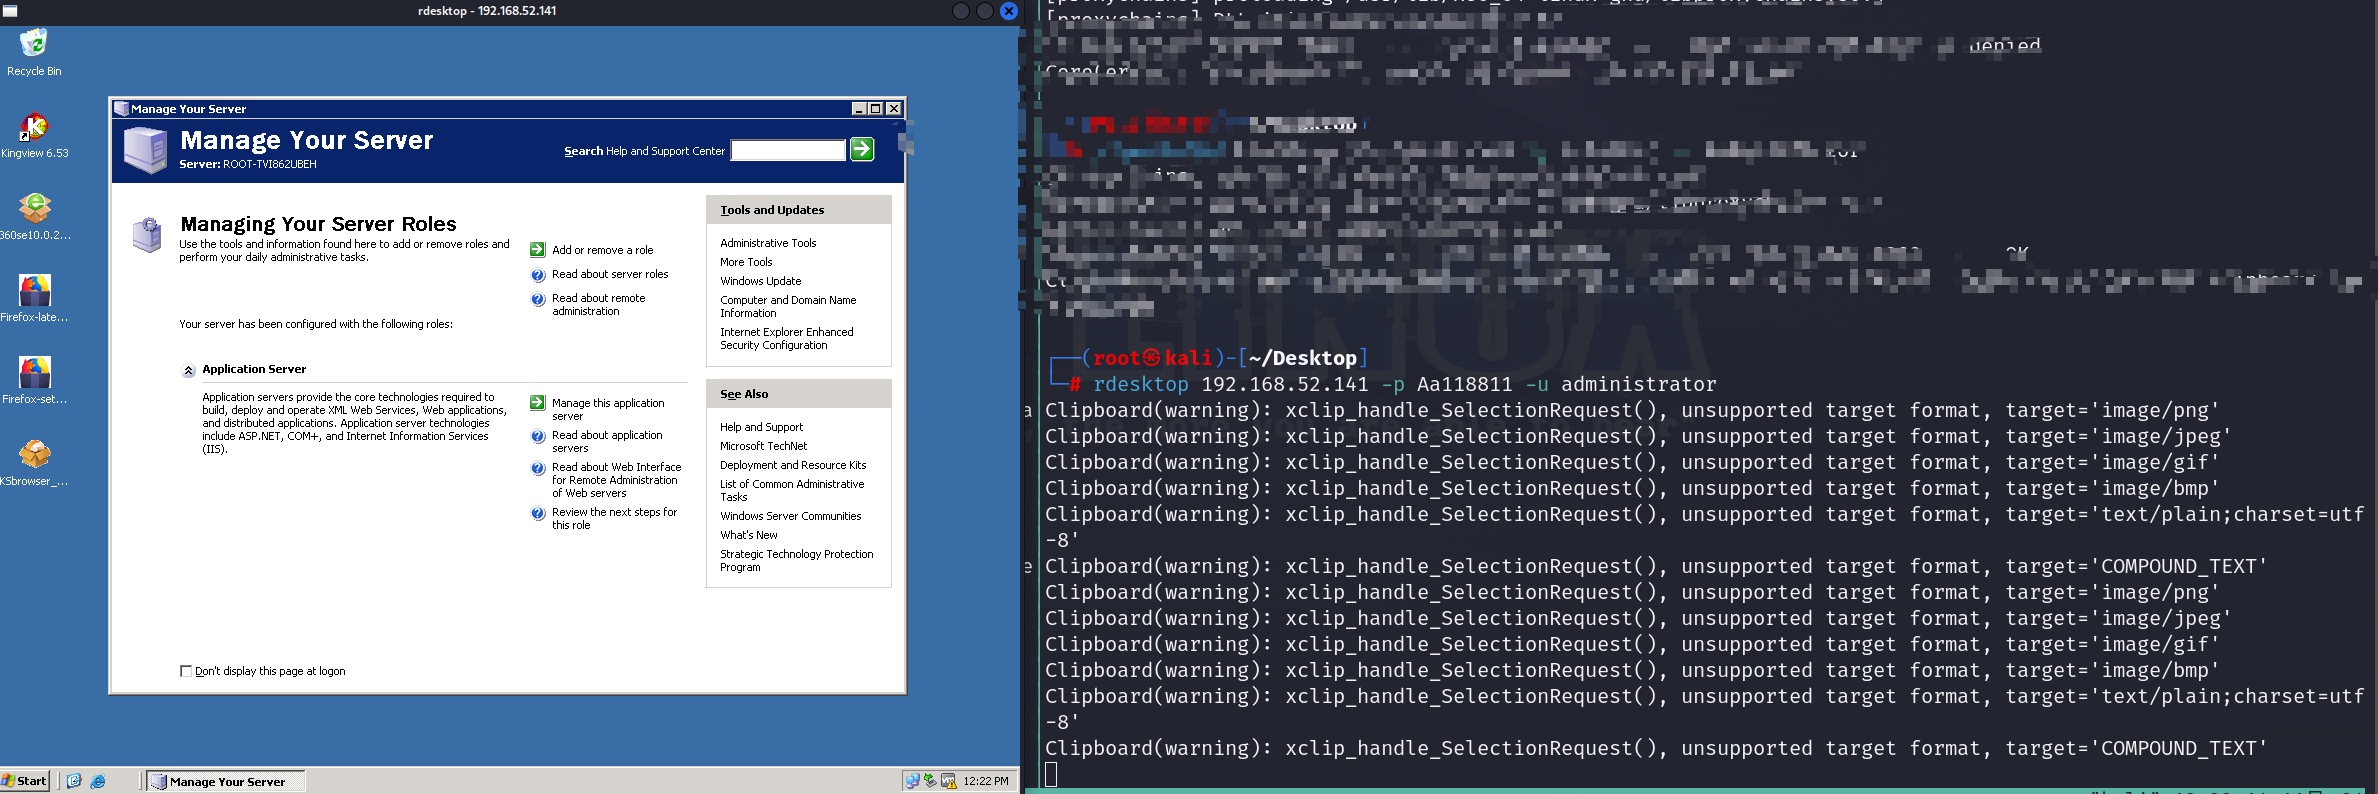 rdesktop - 192.168.52.141
Recycle Bin
Kingview 6.53
360se10.0.2...
Firefox-late...
Firefox-set...
KSbrowser_...
Manage Your Server
Manage Your Server
Server: ROOT-TVI862UBEH
Search Help and Support Center
Managing Your Server Roles
Use the tools and information found here to add or remove roles and
perform your daily administrative tasks.
Add or remove a role
Read about server roles
Read about remote
administration
Your server has been configured with the following roles:
Application Server
Application servers provide the core technologies required to
build, deploy and operate XML Web Services, Web applications,
and distributed applications. Application server technologies
include ASP.NET, COM+, and Internet Information Services
(IIS).
Manage this application
server
Read about application
servers
Read about Web Interface
for Remote Administration
of Web servers
Review the next steps for
this role
Tools and Updates
Administrative Tools
More Tools
Windows Update
Computer and Domain Name
Information
Internet Explorer Enhanced
Security Configuration
See Also
Help and Support
Microsoft TechNet
Deployment and Resource Kits
List of Common Administrative
Tasks
Windows Server Communities
What's New
Strategic Technology Protection
Program
Don't display this page at logon
Start
Manage Your Server
12:22 PM
denied
OK
┌──(root㉿kali)-[~/Desktop]
└─# rdesktop 192.168.52.141 -p Aa118811 -u administrator
Clipboard(warning): xclip_handle_SelectionRequest(), unsupported target format, target='image/png'
Clipboard(warning): xclip_handle_SelectionRequest(), unsupported target format, target='image/jpeg'
Clipboard(warning): xclip_handle_SelectionRequest(), unsupported target format, target='image/gif'
Clipboard(warning): xclip_handle_SelectionRequest(), unsupported target format, target='image/bmp'
Clipboard(warning): xclip_handle_SelectionRequest(), unsupported target format, target='text/plain;charset=utf
-8'
Clipboard(warning): xclip_handle_SelectionRequest(), unsupported target format, target='COMPOUND_TEXT'
Clipboard(warning): xclip_handle_SelectionRequest(), unsupported target format, target='image/png'
Clipboard(warning): xclip_handle_SelectionRequest(), unsupported target format, target='image/jpeg'
Clipboard(warning): xclip_handle_SelectionRequest(), unsupported target format, target='image/gif'
Clipboard(warning): xclip_handle_SelectionRequest(), unsupported target format, target='image/bmp'
Clipboard(warning): xclip_handle_SelectionRequest(), unsupported target format, target='text/plain;charset=utf
-8'
Clipboard(warning): xclip_handle_SelectionRequest(), unsupported target format, target='COMPOUND_TEXT'